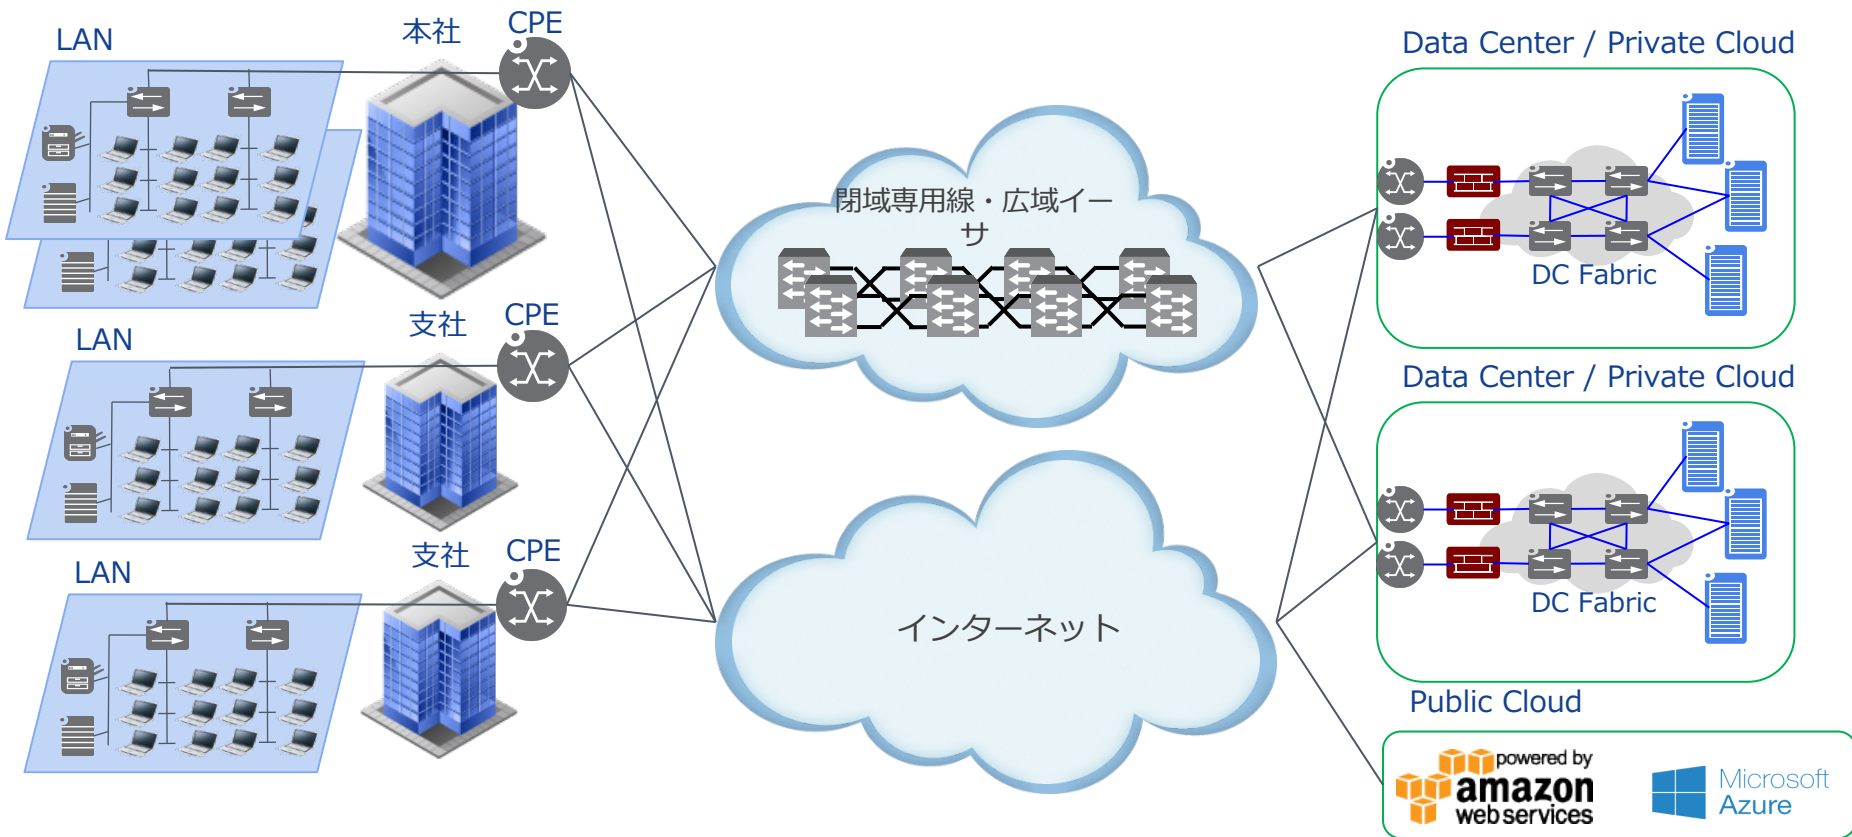 LAN
本社
CPE
Data Center / Private Cloud
閉域専用線・広域イー
サ
DC Fabric
LAN
支社
CPE
Data Center / Private Cloud
インターネット
DC Fabric
LAN
支社
CPE
Public Cloud
powered by
amazon
web services
Microsoft
Azure